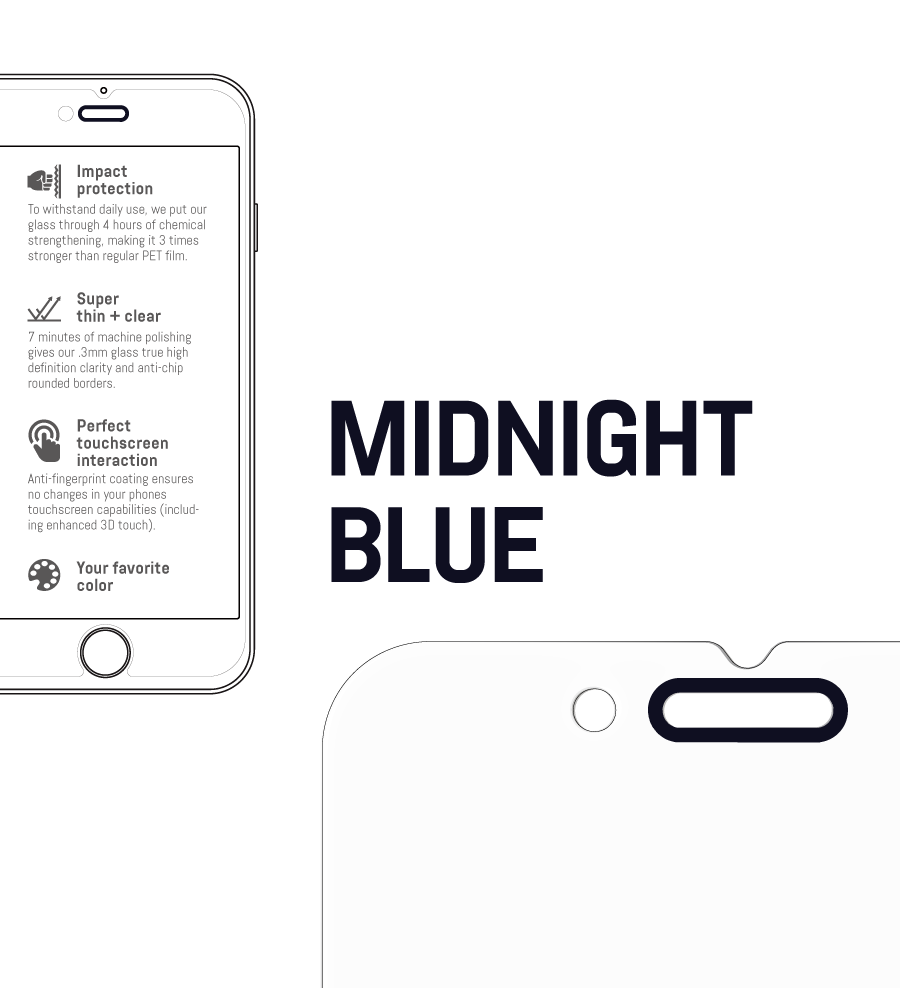 Impact
protection
To withstand daily use, we put our
glass through 4 hours of chemical
strengthening, making it 3 times
stronger than regular PET film.
Super
thin + clear
7 minutes of machine polishing
gives our .3mm glass true high
definition clarity and anti-chip
rounded borders.
Perfect
touchscreen
interaction
Anti-fingerprint coating ensures
no changes in your phones
touchscreen capabilities (includ-
ing enhanced 3D touch).
Your favorite
color
MIDNIGHT
BLUE